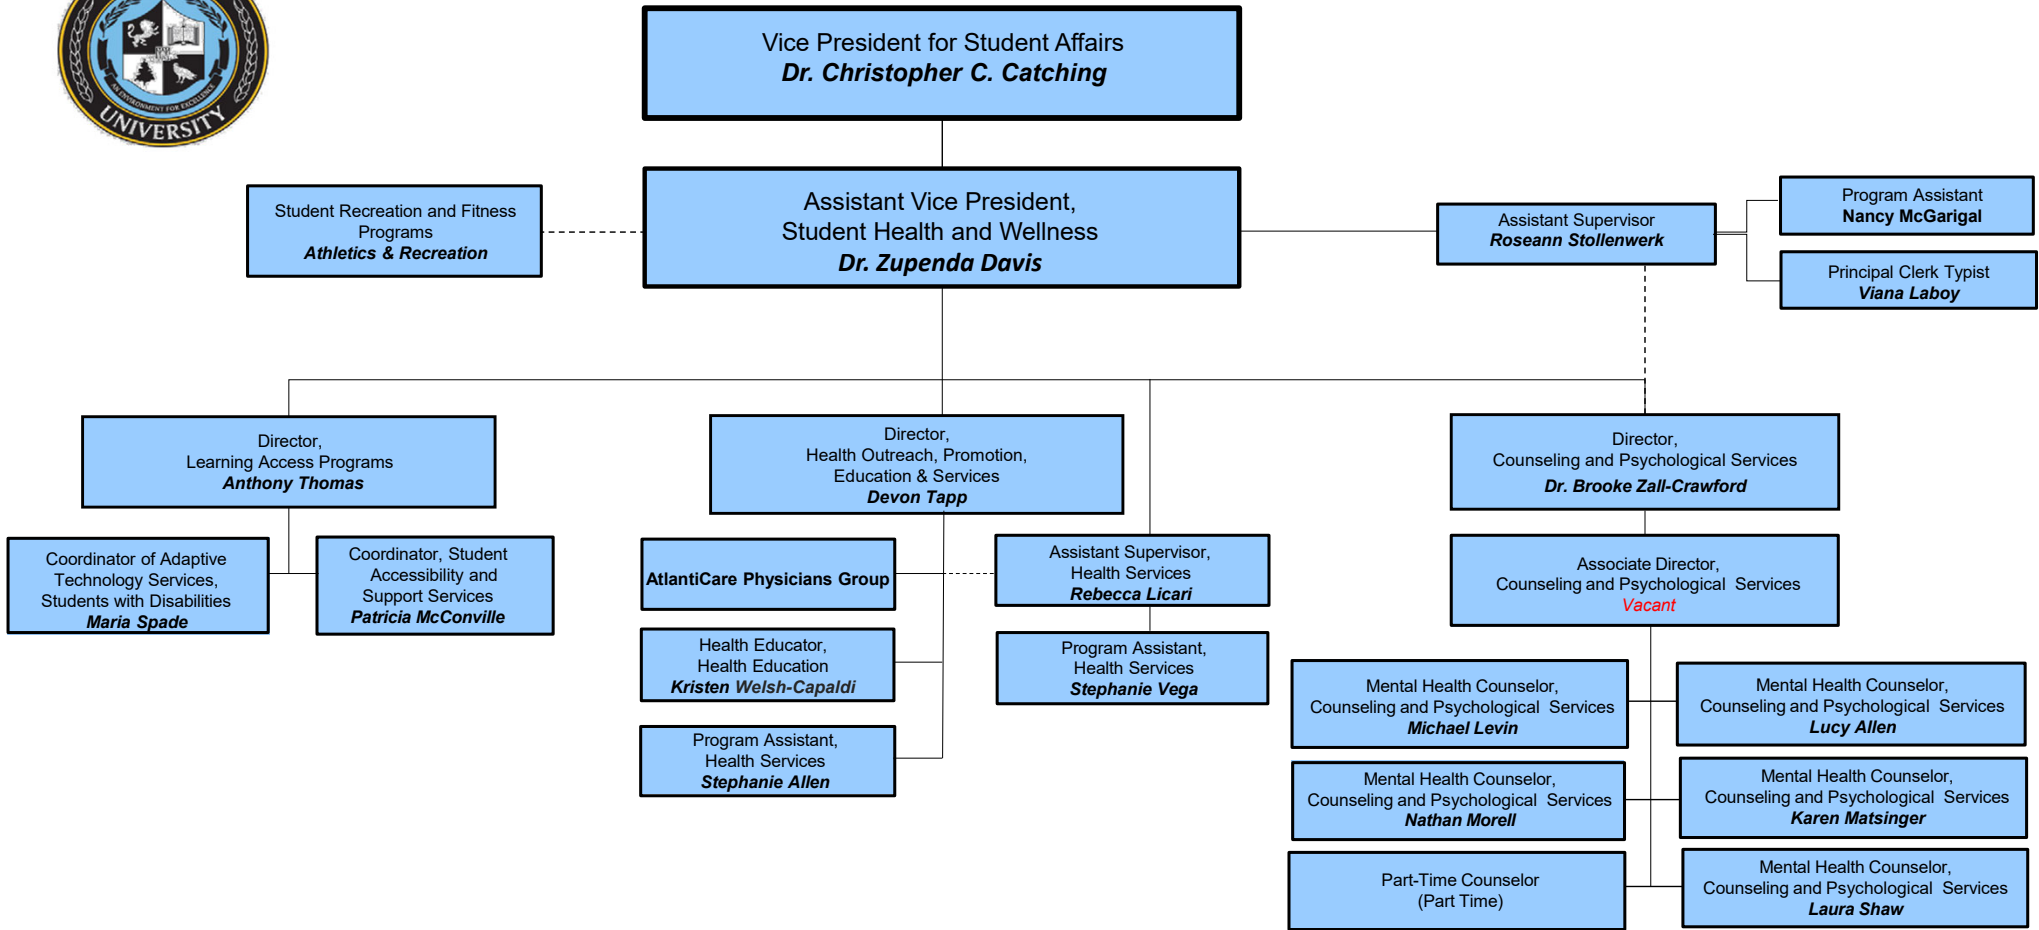 AN ENVIRONMENT FOR EXCELLENCE
UNIVERSITY
Vice President for Student Affairs
Dr. Christopher C. Catching
Assistant Vice President,
Student Health and Wellness
Dr. Zupenda Davis
Student Recreation and Fitness
Programs
Athletics & Recreation
Assistant Supervisor
Roseann Stollenwerk
Program Assistant
Nancy McGarigal
Principal Clerk Typist
Viana Laboy
Director,
Learning Access Programs
Anthony Thomas
Coordinator of Adaptive
Technology Services,
Students with Disabilities
Maria Spade
Coordinator, Student
Accessibility and
Support Services
Patricia McConville
Director,
Health Outreach, Promotion,
Education & Services
Devon Tapp
AtlantiCare Physicians Group
Health Educator,
Health Education
Kristen Welsh-Capaldi
Program Assistant,
Health Services
Stephanie Allen
Assistant Supervisor,
Health Services
Rebecca Licari
Program Assistant,
Health Services
Stephanie Vega
Director,
Counseling and Psychological Services
Dr. Brooke Zall-Crawford
Associate Director,
Counseling and Psychological Services
Vacant
Mental Health Counselor,
Counseling and Psychological Services
Michael Levin
Mental Health Counselor,
Counseling and Psychological Services
Lucy Allen
Mental Health Counselor,
Counseling and Psychological Services
Nathan Morell
Mental Health Counselor,
Counseling and Psychological Services
Karen Matsinger
Part-Time Counselor
(Part Time)
Mental Health Counselor,
Counseling and Psychological Services
Laura Shaw